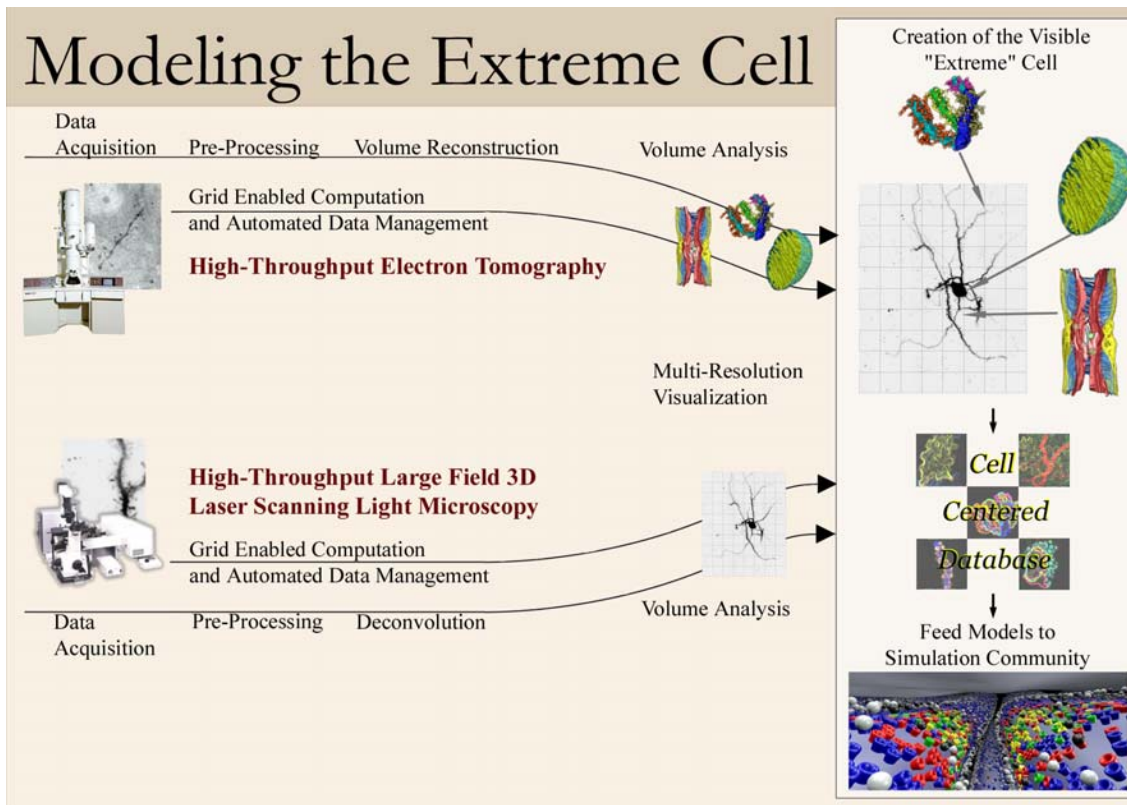 Modeling the Extreme Cell
Data
Acquisition
Pre-Processing
Volume Reconstruction
Volume Analysis
Grid Enabled Computation
and Automated Data Management
High-Throughput Electron Tomography
Multi-Resolution
Visualization
High-Throughput Large Field 3D
Laser Scanning Light Microscopy
Grid Enabled Computation
and Automated Data Management
Data
Acquisition
Pre-Processing
Deconvolution
Volume Analysis
Creation of the Visible
"Extreme" Cell
Cell
Centered
Database
Feed Models to
Simulation Community